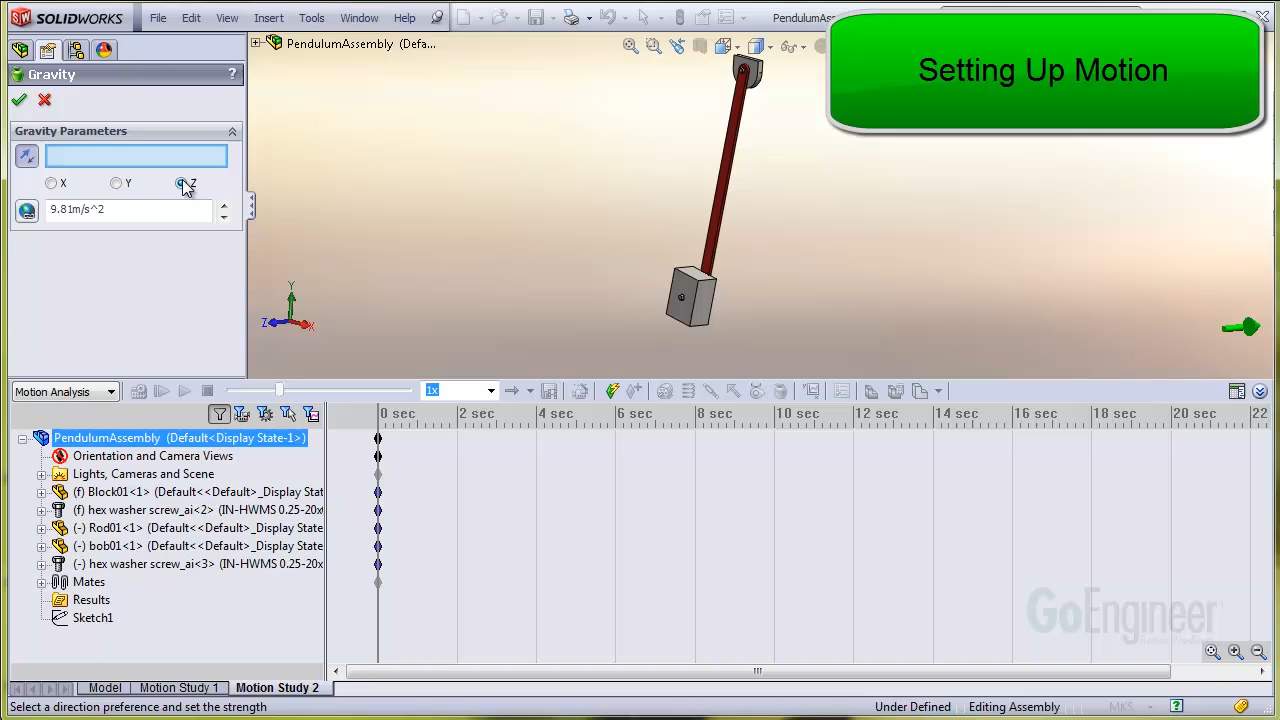 SOLIDWORKS File Edit View Insert Tools Window Help PendulumAss
Setting Up Motion
PendulumAssembly (Defa...
Gravity ?
Gravity Parameters
X Y Z
9.81m/s^2
Y
Z X
Motion Analysis 1x
0 sec 2 sec 4 sec 6 sec 8 sec 10 sec 12 sec 14 sec 16 sec 18 sec 20 sec 22
PendulumAssembly (Default<Display State-1>)
Orientation and Camera Views
Lights, Cameras and Scene
(f) Block01<1> (Default<<Default>_Display Stat
(f) hex washer screw_ai<2> (IN-HWMS 0.25-20x
(-) Rod01<1> (Default<<Default>_Display State
(-) bob01<1> (Default<<Default>_Display State
(-) hex washer screw_ai<3> (IN-HWMS 0.25-20x
Mates
Results
Sketch1
GoEngineer
Model Motion Study 1 Motion Study 2
Select a direction preference and set the strength Under Defined Editing Assembly MKS ?